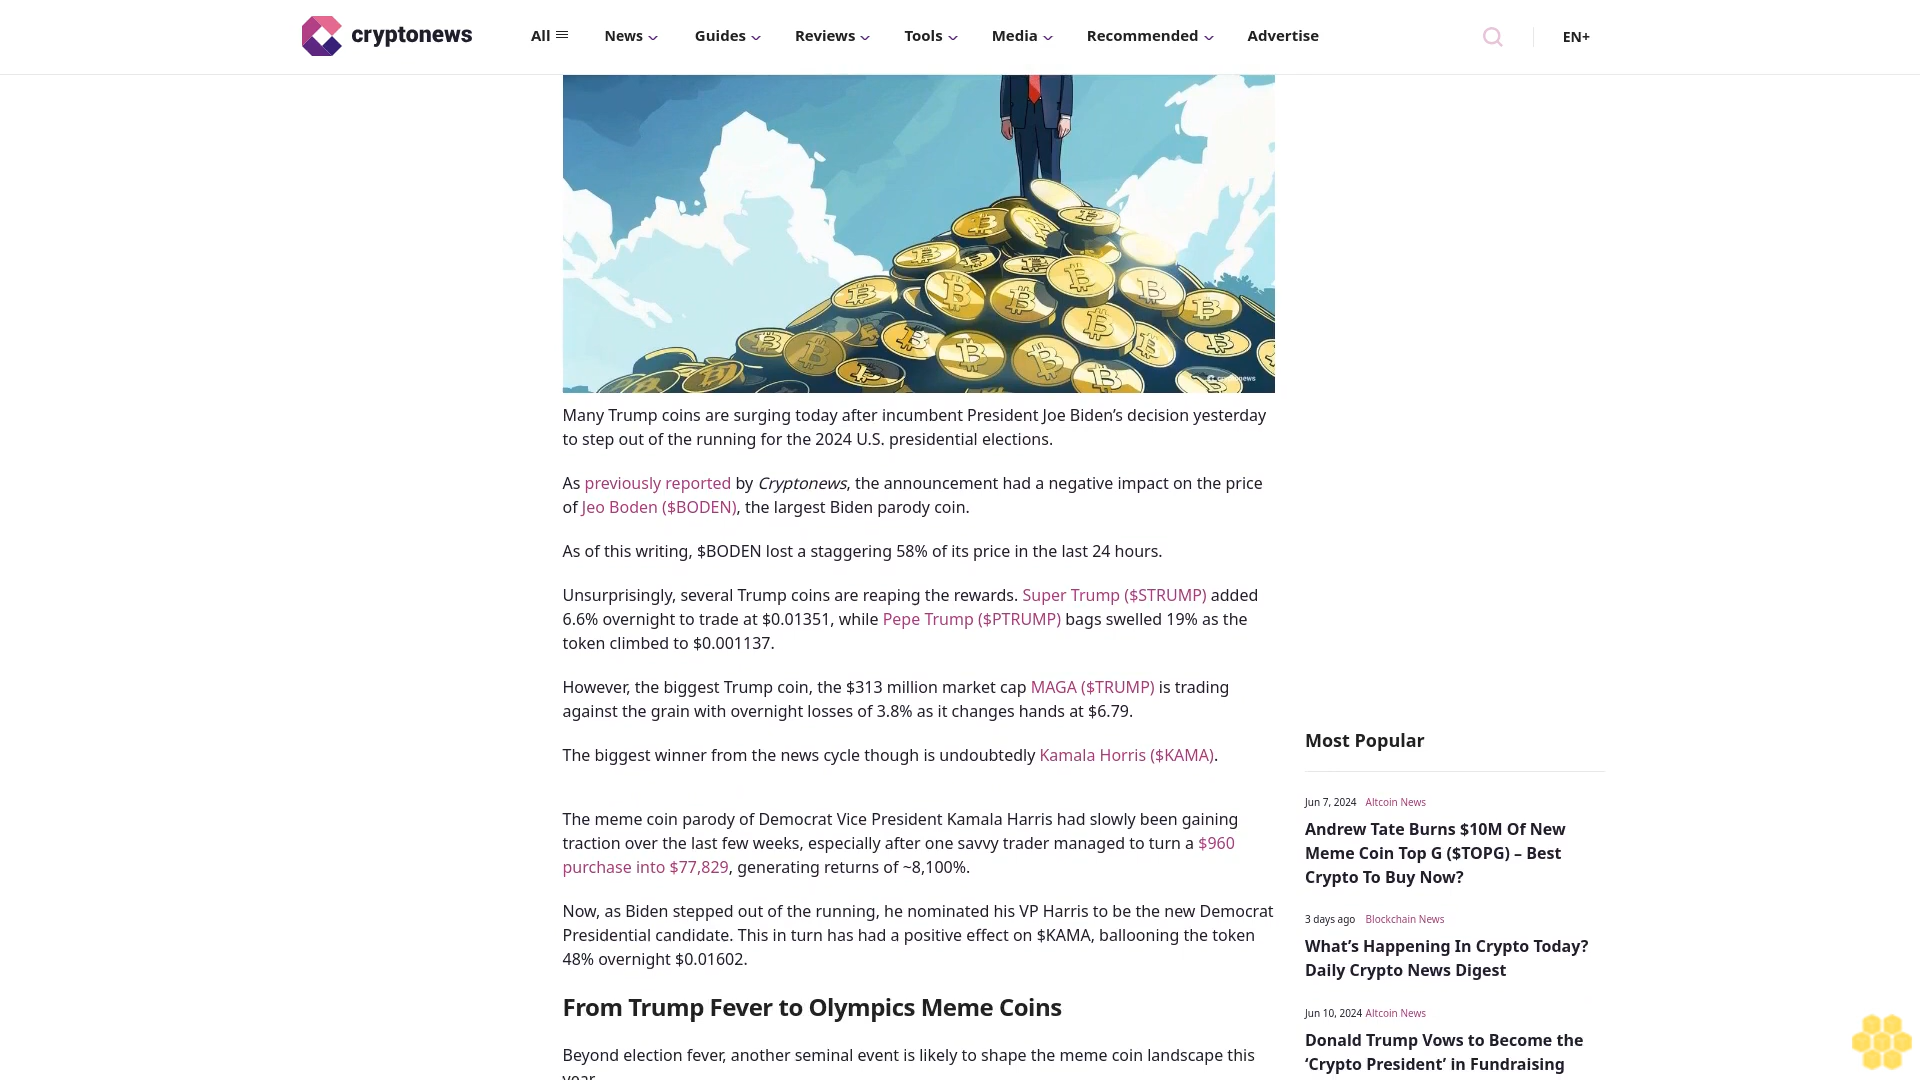 cryptonews
All
News
Guides
Reviews
Tools
Media
Recommended
Advertise
EN+
cryptonews
Many Trump coins are surging today after incumbent President Joe Biden’s decision yesterday
to step out of the running for the 2024 U.S. presidential elections.
As previously reported by Cryptonews, the announcement had a negative impact on the price
of Jeo Boden ($BODEN), the largest Biden parody coin.
As of this writing, $BODEN lost a staggering 58% of its price in the last 24 hours.
Unsurprisingly, several Trump coins are reaping the rewards. Super Trump ($STRUMP) added
6.6% overnight to trade at $0.01351, while Pepe Trump ($PTRUMP) bags swelled 19% as the
token climbed to $0.001137.
However, the biggest Trump coin, the $313 million market cap MAGA ($TRUMP) is trading
against the grain with overnight losses of 3.8% as it changes hands at $6.79.
The biggest winner from the news cycle though is undoubtedly Kamala Horris ($KAMA).
The meme coin parody of Democrat Vice President Kamala Harris had slowly been gaining
traction over the last few weeks, especially after one savvy trader managed to turn a $960
purchase into $77,829, generating returns of ~8,100%.
Now, as Biden stepped out of the running, he nominated his VP Harris to be the new Democrat
Presidential candidate. This in turn has had a positive effect on $KAMA, ballooning the token
48% overnight $0.01602.
From Trump Fever to Olympics Meme Coins
Beyond election fever, another seminal event is likely to shape the meme coin landscape this
year.
Most Popular
Jun 7, 2024 Altcoin News
Andrew Tate Burns $10M Of New
Meme Coin Top G ($TOPG) – Best
Crypto To Buy Now?
3 days ago Blockchain News
What’s Happening In Crypto Today?
Daily Crypto News Digest
Jun 10, 2024 Altcoin News
Donald Trump Vows to Become the
‘Crypto President’ in Fundraising